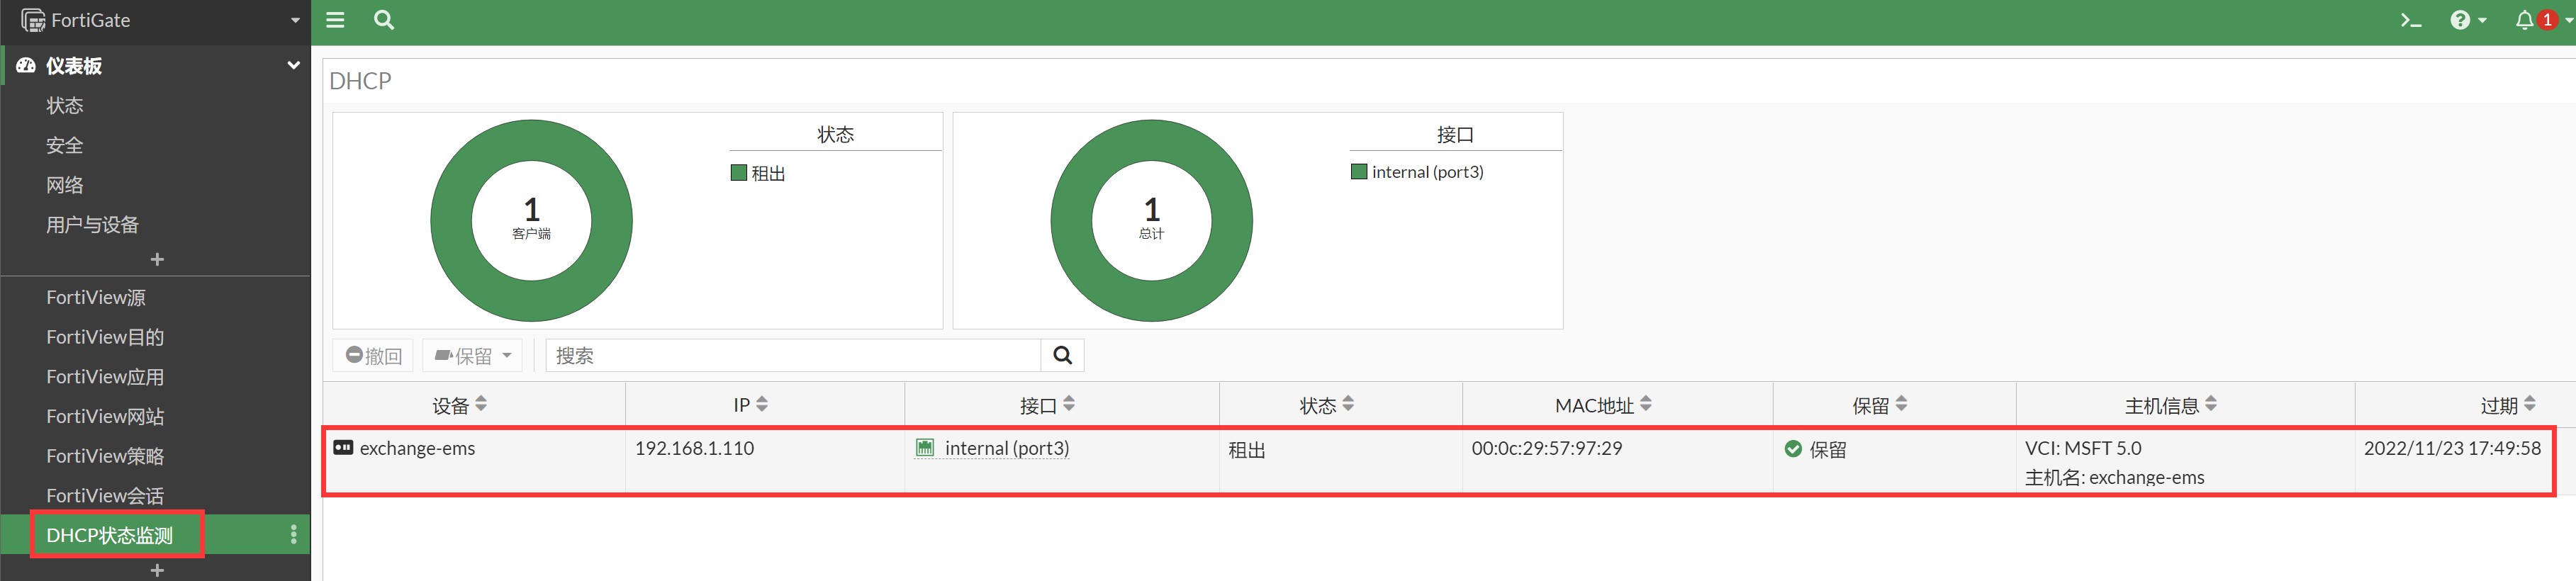 FortiGate
1
仪表板
状态
安全
网络
用户与设备
FortiView源
FortiView目的
FortiView应用
FortiView网站
FortiView策略
FortiView会话
DHCP状态监测
DHCP
1
客户端
状态
租出
1
总计
接口
internal (port3)
撤回
保留
搜索
设备 IP 接口 状态 MAC地址 保留 主机信息 过期
exchange-ems 192.168.1.110 internal (port3) 租出 00:0c:29:57:97:29 保留 VCI: MSFT 5.0 2022/11/23 17:49:58
主机名: exchange-ems